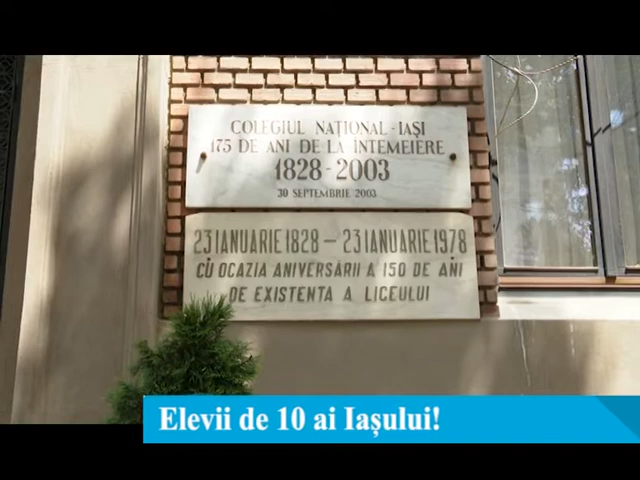 COLEGIUL NAȚIONAL - IAȘI
175 DE ANI DE LA ÎNTEMEIERE
1828 - 2003
30 SEPTEMBRIE 2003
23 IANUARIE 1828 — 23 IANUARIE 1978
CU OCAZIA ANIVERSĂRII A 150 DE ANI
DE EXISTENTA A LICEULUI
Elevii de 10 ai Iașului!